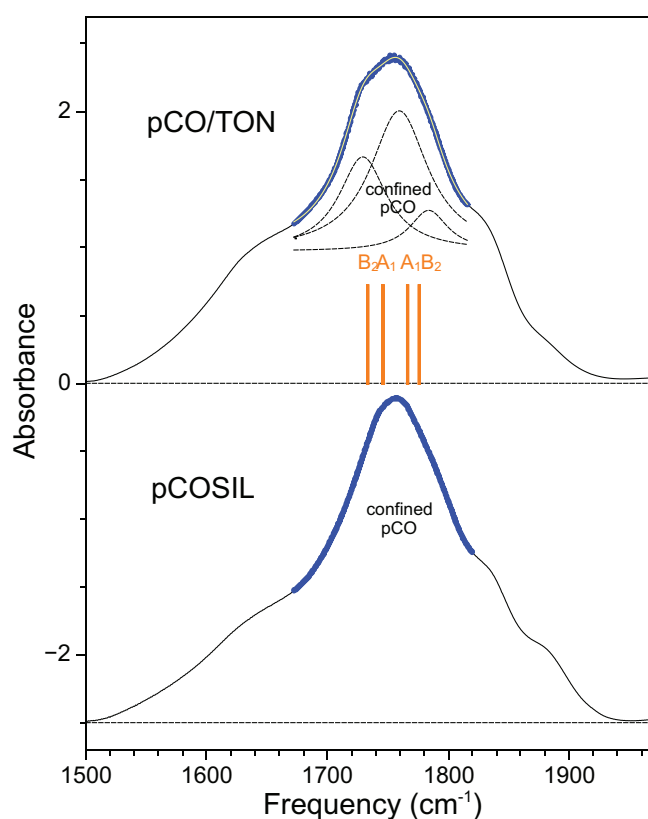 2
pCO/TON
confined
pCO
B₂A₁ A₁B₂
0
Absorbance
pCOSIL
confined
pCO
−2
1500 1600 1700 1800 1900
Frequency (cm⁻¹)